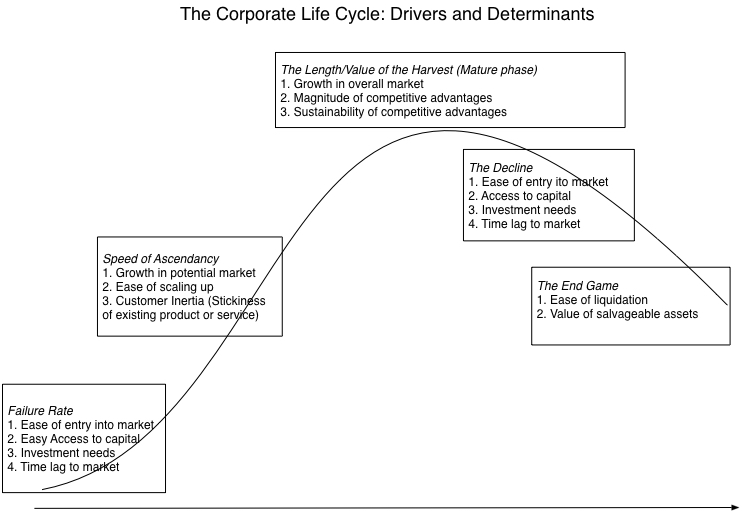 The Corporate Life Cycle: Drivers and Determinants
The Length/Value of the Harvest (Mature phase)
1. Growth in overall market
2. Magnitude of competitive advantages
3. Sustainability of competitive advantages
The Decline
1. Ease of entry ito market
2. Access to capital
3. Investment needs
4. Time lag to market
Speed of Ascendancy
1. Growth in potential market
2. Ease of scaling up
3. Customer Inertia (Stickiness
of existing product or service)
The End Game
1. Ease of liquidation
2. Value of salvageable assets
Failure Rate
1. Ease of entry into market
2. Easy Access to capital
3. Investment needs
4. Time lag to market